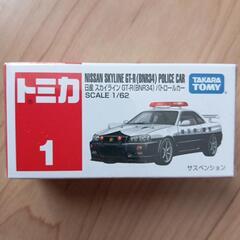 トミカ
1
NISSAN SKYLINE GT-R (BNR34) POLICE CAR
日産 スカイライン GT-R (BNR34) パトロールカー
SCALE 1/62
TAKARA
TOMY
サスペンション